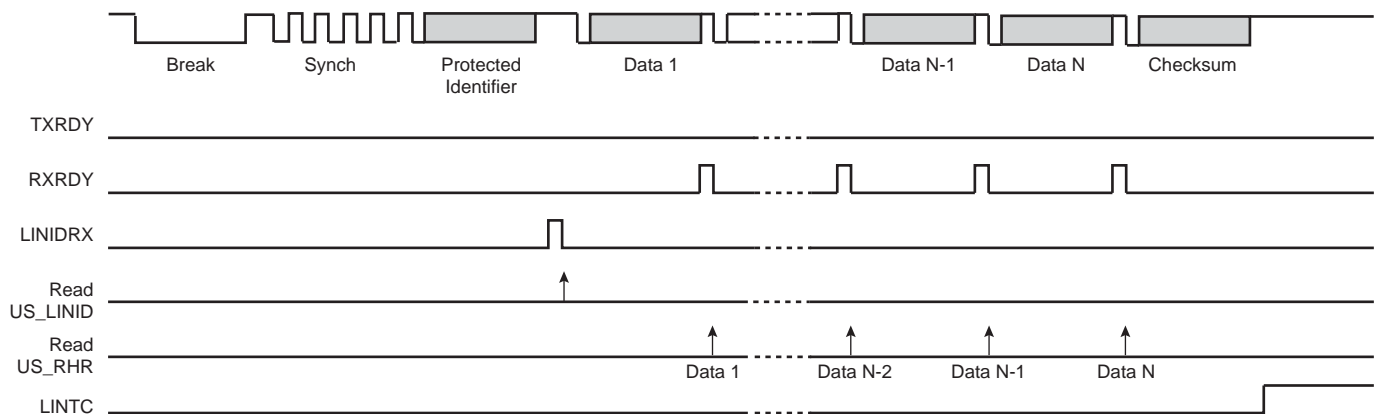 Break
Synch
Protected
Identifier
Data 1
Data N-1
Data N
Checksum
TXRDY
RXRDY
LINIDRX
Read
US_LINID
Read
US_RHR
Data 1
Data N-2
Data N-1
Data N
LINTC